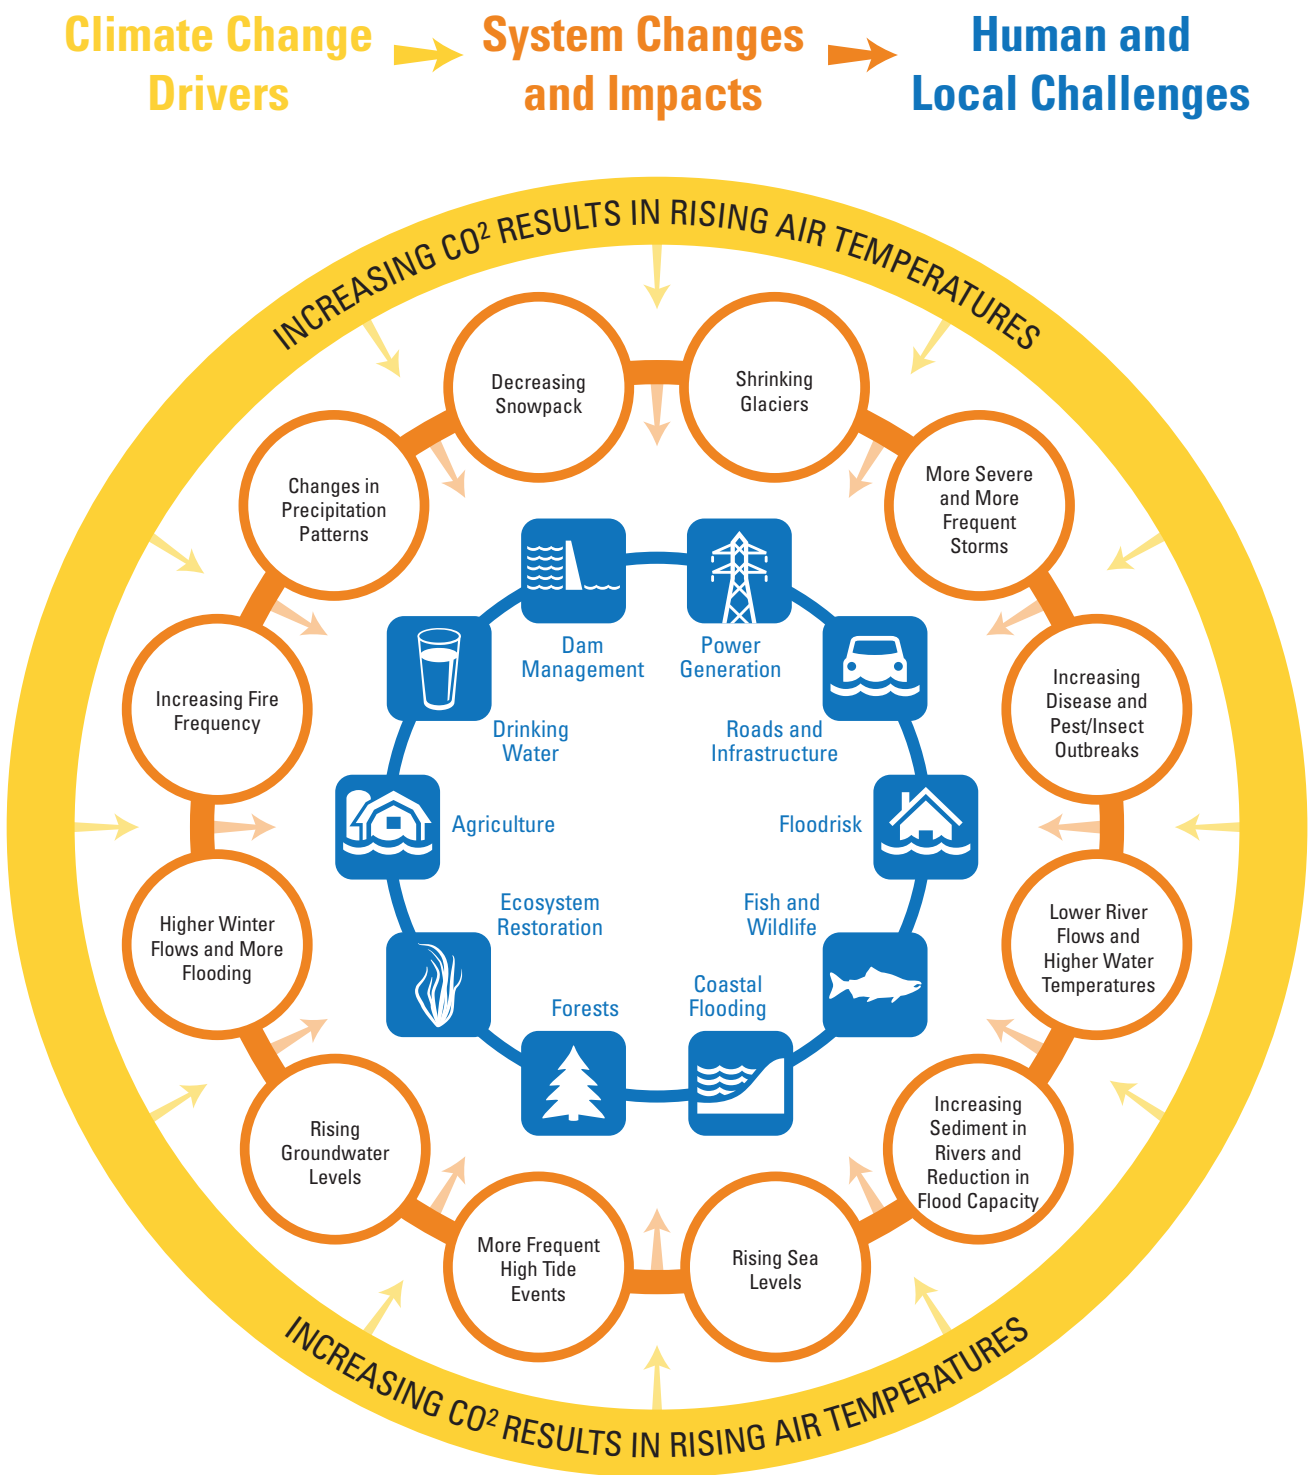 Climate Change
Drivers
System Changes
and Impacts
Human and
Local Challenges
INCREASING CO² RESULTS IN RISING AIR TEMPERATURES
Decreasing
Snowpack
Shrinking
Glaciers
More Severe
and More
Frequent
Storms
Increasing
Disease and
Pest/Insect
Outbreaks
Lower River
Flows and
Higher Water
Temperatures
Increasing
Sediment in
Rivers and
Reduction in
Flood Capacity
Rising Sea
Levels
More Frequent
High Tide
Events
Rising
Groundwater
Levels
Higher Winter
Flows and More
Flooding
Increasing Fire
Frequency
Changes in
Precipitation
Patterns
Dam
Management
Power
Generation
Roads and
Infrastructure
Floodrisk
Fish and
Wildlife
Coastal
Flooding
Forests
Ecosystem
Restoration
Agriculture
Drinking
Water
INCREASING CO² RESULTS IN RISING AIR TEMPERATURES